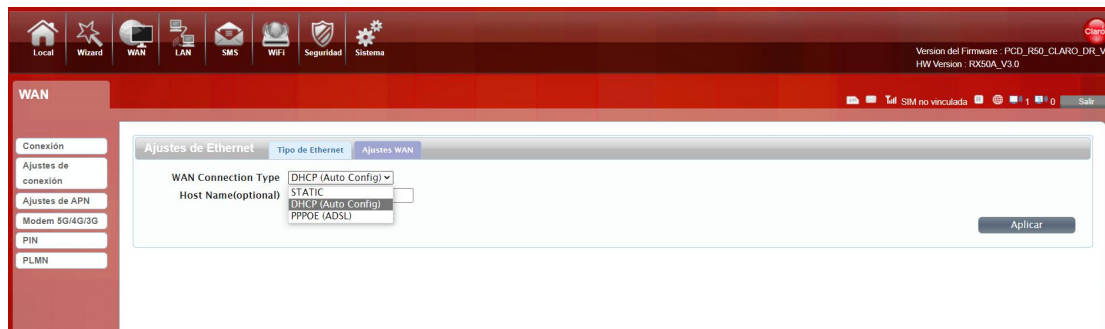 Local Wizard WAN LAN SMS WiFi Seguridad Sistema
Claro
Version del Firmware : PCD_R50_CLARO_DR_V
HW Version : RX50A_V3.0
WAN
SIM no vinculada 1 0 Salir
Conexión
Ajustes de conexión
Ajustes de APN
Modem 5G/4G/3G
PIN
PLMN
Ajustes de Ethernet Tipo de Ethernet Ajustes WAN
WAN Connection Type DHCP (Auto Config)
Host Name(optional)
STATIC
DHCP (Auto Config)
PPPOE (ADSL)
Aplicar